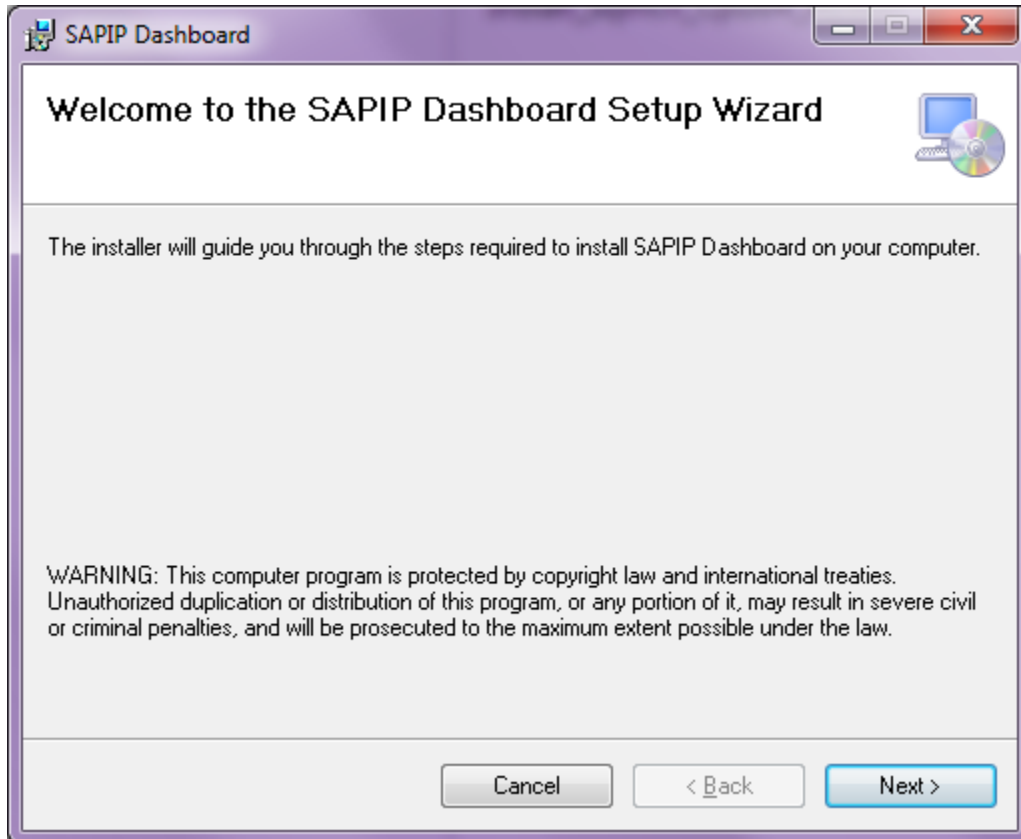 SAPIP Dashboard
Welcome to the SAPIP Dashboard Setup Wizard
The installer will guide you through the steps required to install SAPIP Dashboard on your computer.
WARNING: This computer program is protected by copyright law and international treaties.
Unauthorized duplication or distribution of this program, or any portion of it, may result in severe civil
or criminal penalties, and will be prosecuted to the maximum extent possible under the law.
Cancel < Back Next >